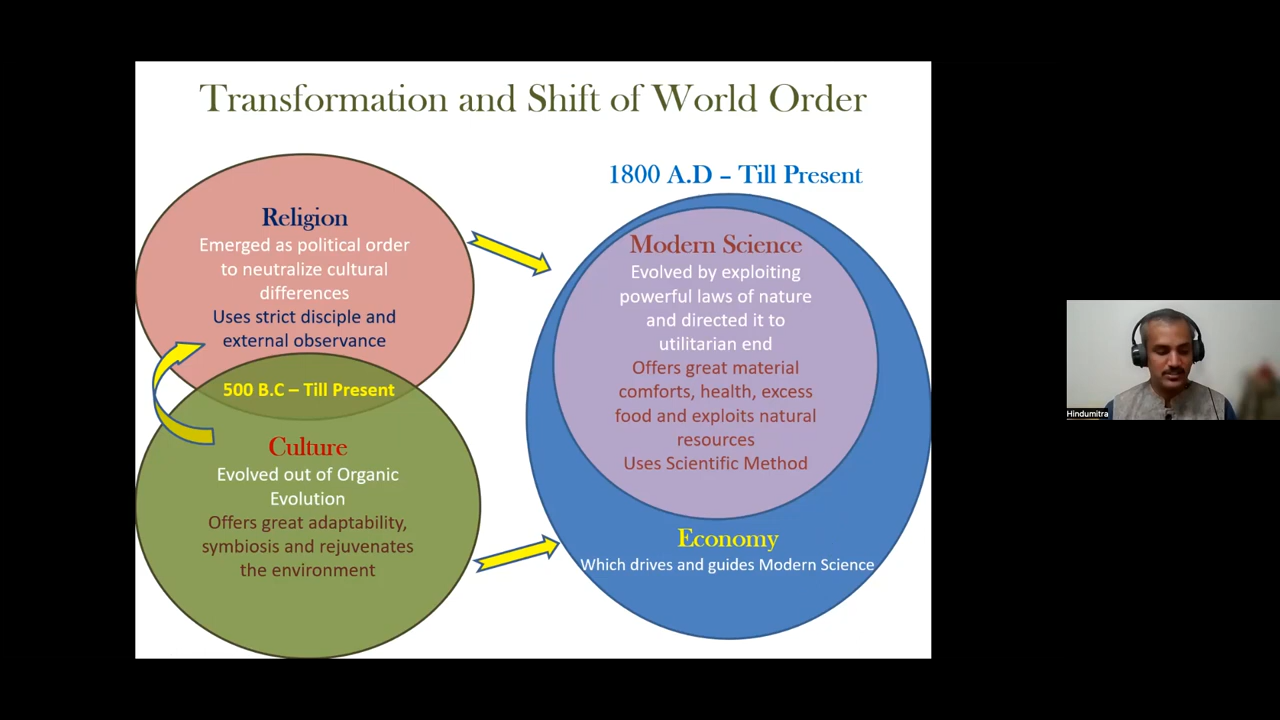 Transformation and Shift of World Order
Religion
Emerged as political order
to neutralize cultural
differences
Uses strict disciple and
external observance
500 B.C – Till Present
Culture
Evolved out of Organic
Evolution
Offers great adaptability,
symbiosis and rejuvenates
the environment
1800 A.D – Till Present
Modern Science
Evolved by exploiting
powerful laws of nature
and directed it to
utilitarian end
Offers great material
comforts, health, excess
food and exploits natural
resources
Uses Scientific Method
Economy
Which drives and guides Modern Science
Hindumitra